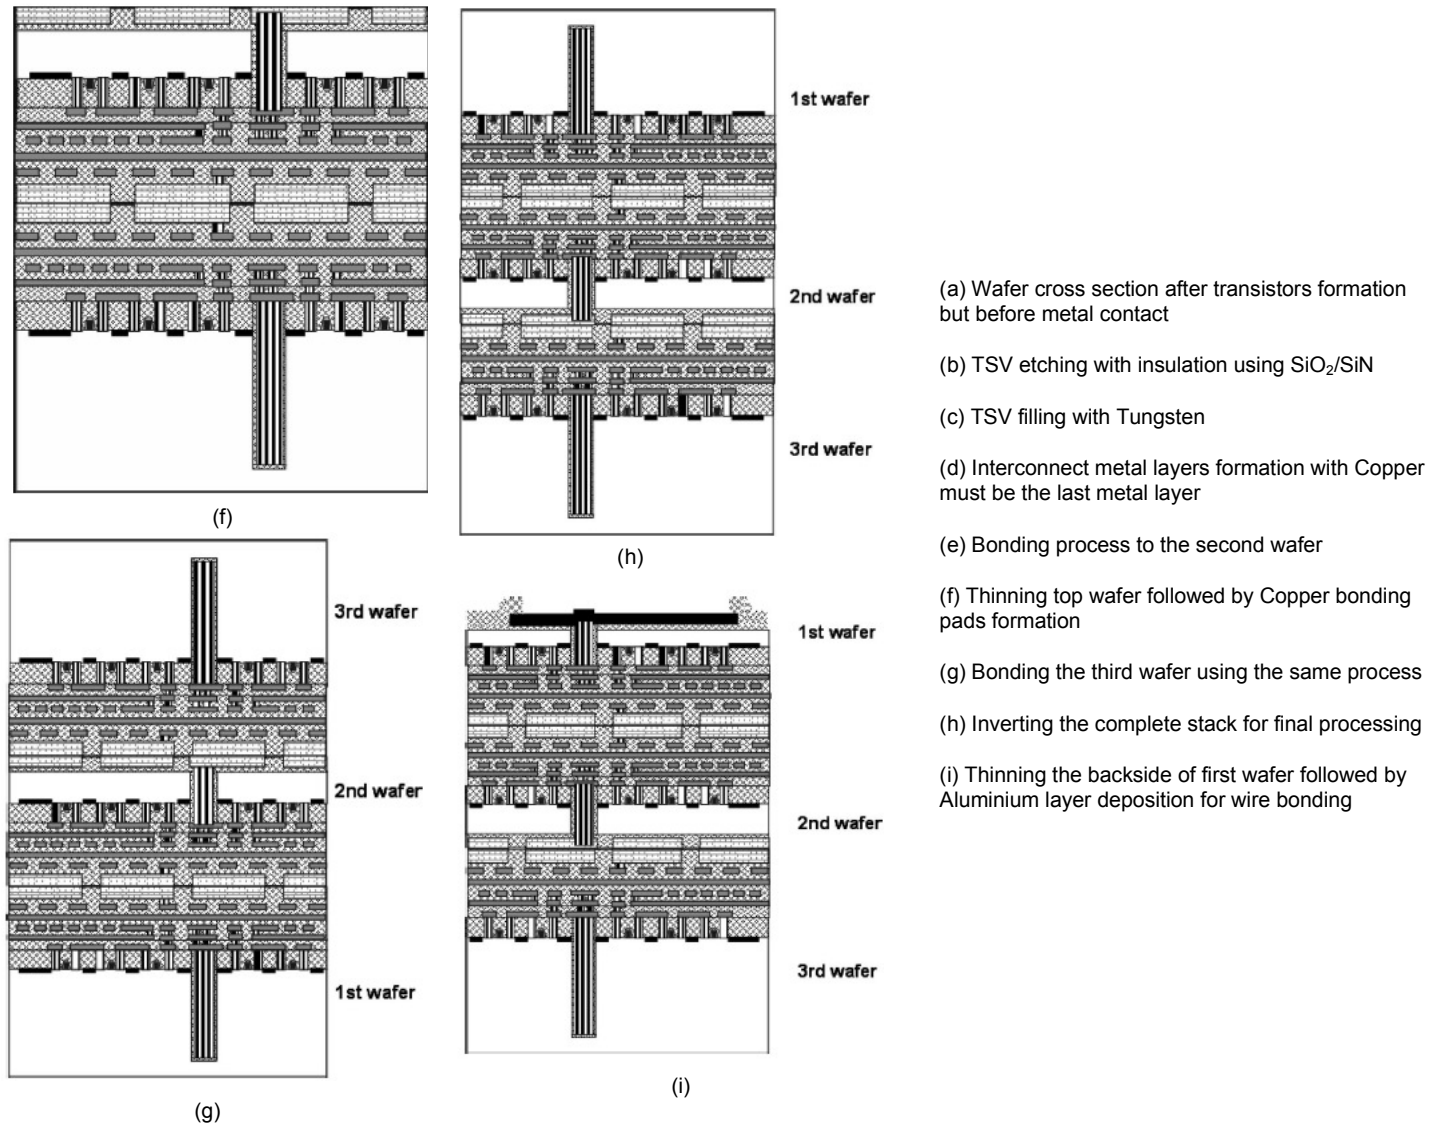 (f)
1st wafer
2nd wafer
3rd wafer
(h)
3rd wafer
2nd wafer
1st wafer
(g)
1st wafer
2nd wafer
3rd wafer
(i)
(a) Wafer cross section after transistors formation
but before metal contact
(b) TSV etching with insulation using SiO₂/SiN
(c) TSV filling with Tungsten
(d) Interconnect metal layers formation with Copper
must be the last metal layer
(e) Bonding process to the second wafer
(f) Thinning top wafer followed by Copper bonding
pads formation
(g) Bonding the third wafer using the same process
(h) Inverting the complete stack for final processing
(i) Thinning the backside of first wafer followed by
Aluminium layer deposition for wire bonding